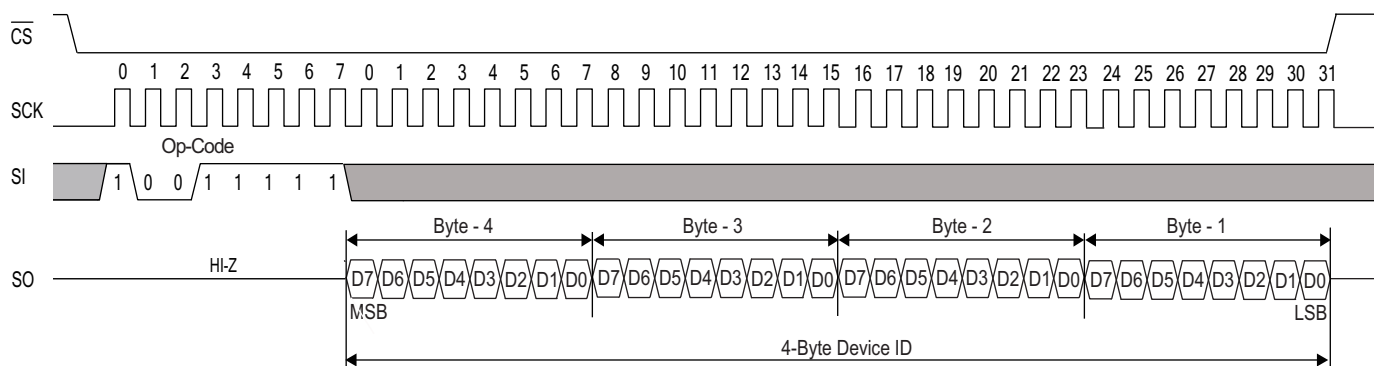 CS
0 1 2 3 4 5 6 7 0 1 2 3 4 5 6 7 8 9 10 11 12 13 14 15 16 17 18 19 20 21 22 23 24 25 26 27 28 29 30 31
SCK
Op-Code
SI 1 0 0 1 1 1 1 1
Byte - 4 Byte - 3 Byte - 2 Byte - 1
HI-Z
SO D7 D6 D5 D4 D3 D2 D1 D0 D7 D6 D5 D4 D3 D2 D1 D0 D7 D6 D5 D4 D3 D2 D1 D0 D7 D6 D5 D4 D3 D2 D1 D0
MSB LSB
4-Byte Device ID